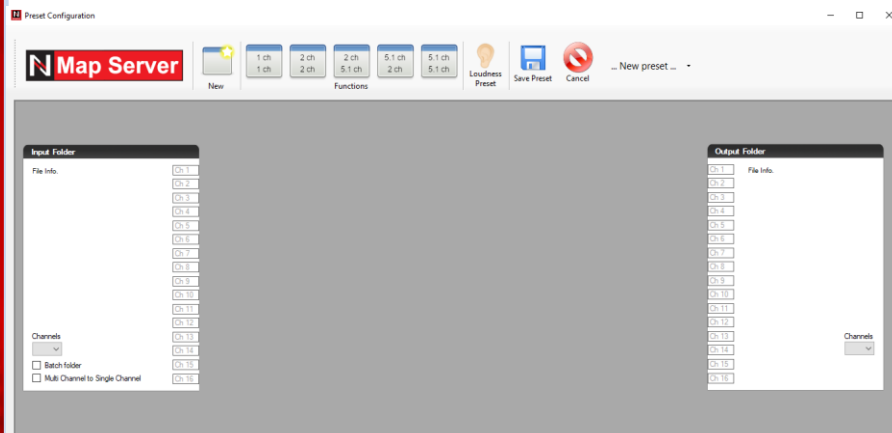 Preset Configuration
N Map Server
New
1 ch
1 ch
2 ch
2 ch
2 ch
5.1 ch
5.1 ch
2 ch
5.1 ch
5.1 ch
Functions
Loudness
Preset
Save Preset
Cancel
... New preset ...
Input Folder
File Info.
Ch 1
Ch 2
Ch 3
Ch 4
Ch 5
Ch 6
Ch 7
Ch 8
Ch 9
Ch 10
Ch 11
Ch 12
Ch 13
Ch 14
Ch 15
Ch 16
Channels
Batch folder
Multi Channel to Single Channel
Output Folder
Ch 1
Ch 2
Ch 3
Ch 4
Ch 5
Ch 6
Ch 7
Ch 8
Ch 9
Ch 10
Ch 11
Ch 12
Ch 13
Ch 14
Ch 15
Ch 16
File Info.
Channels